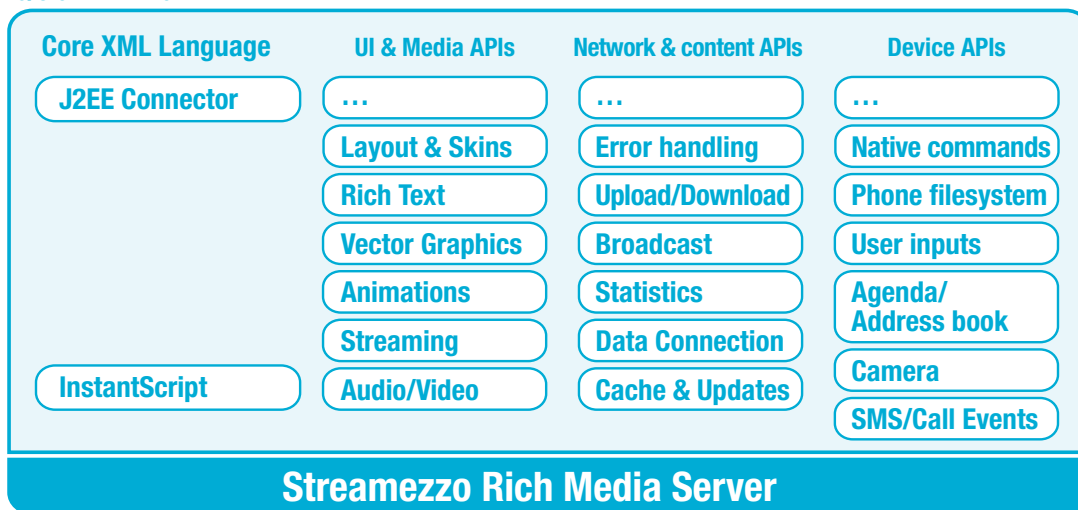 Core XML Language
J2EE Connector
InstantScript
UI & Media APIs
...
Layout & Skins
Rich Text
Vector Graphics
Animations
Streaming
Audio/Video
Network & content APIs
...
Error handling
Upload/Download
Broadcast
Statistics
Data Connection
Cache & Updates
Device APIs
...
Native commands
Phone filesystem
User inputs
Agenda/
Address book
Camera
SMS/Call Events
Streamezzo Rich Media Server